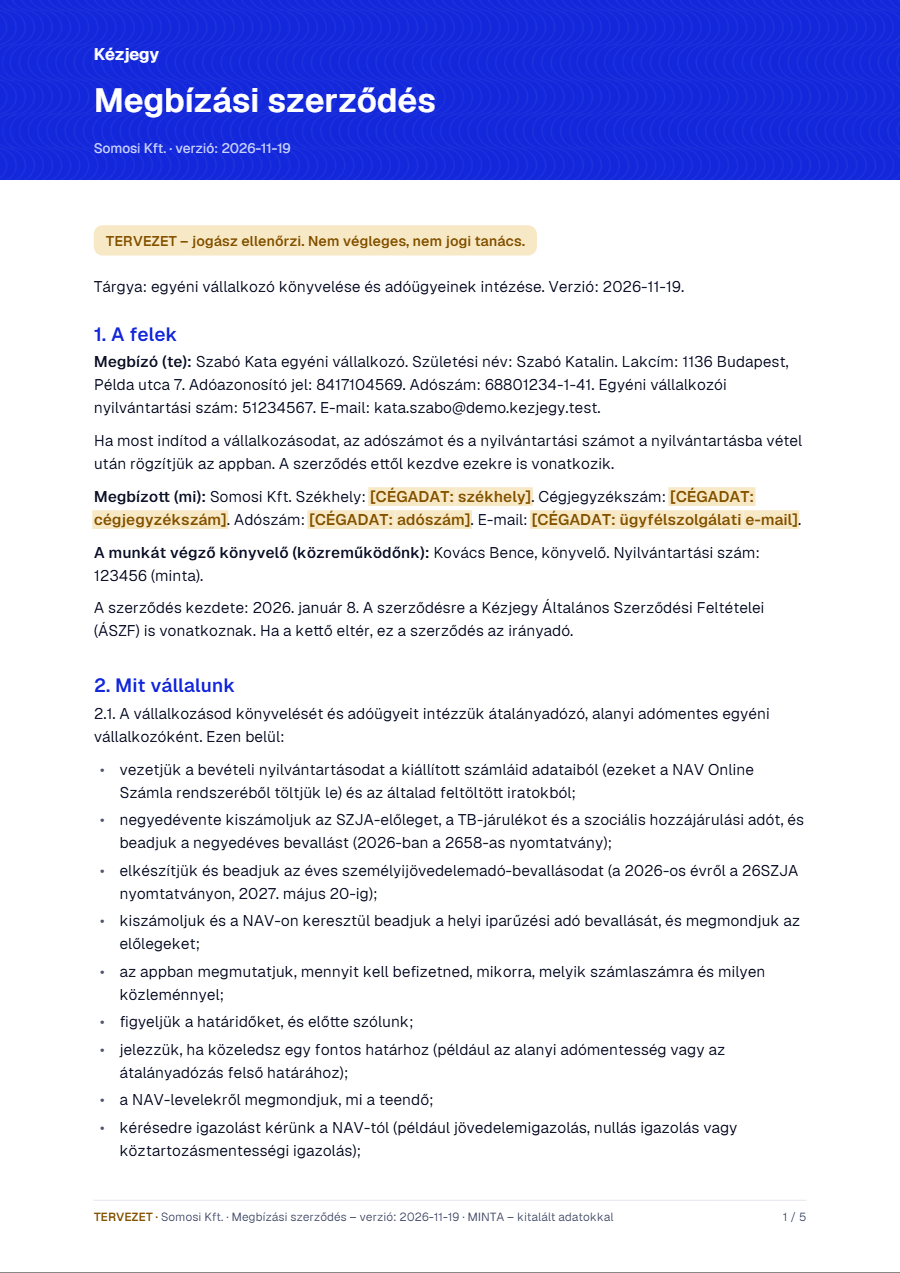 Kézjegy
Megbízási szerződés
Somosi Kft. · verzió: 2026-11-19
TERVEZET – jogász ellenőrzi. Nem végleges, nem jogi tanács.
Tárgya: egyéni vállalkozó könyvelése és adóügyeinek intézése. Verzió: 2026-11-19.
1. A felek
Megbízó (te): Szabó Kata egyéni vállalkozó. Születési név: Szabó Katalin. Lakcím: 1136 Budapest,
Példa utca 7. Adóazonosító jel: 8417104569. Adószám: 68801234-1-41. Egyéni vállalkozói
nyilvántartási szám: 51234567. E-mail: kata.szabo@demo.kezjegy.test.
Ha most indítod a vállalkozásodat, az adószámot és a nyilvántartási számot a nyilvántartásba vétel
után rögzítjük az appban. A szerződés ettől kezdve ezekre is vonatkozik.
Megbízott (mi): Somosi Kft. Székhely: [CÉGADAT: székhely]. Cégjegyzékszám: [CÉGADAT:
cégjegyzékszám]. Adószám: [CÉGADAT: adószám]. E-mail: [CÉGADAT: ügyfélszolgálati e-mail].
A munkát végző könyvelő (közreműködőnk): Kovács Bence, könyvelő. Nyilvántartási szám:
123456 (minta).
A szerződés kezdete: 2026. január 8. A szerződésre a Kézjegy Általános Szerződési Feltételei
(ÁSZF) is vonatkoznak. Ha a kettő eltér, ez a szerződés az irányadó.
2. Mit vállalunk
2.1. A vállalkozásod könyvelését és adóügyeit intézzük átalányadózó, alanyi adómentes egyéni
vállalkozóként. Ezen belül:
• vezetjük a bevételi nyilvántartásodat a kiállított számláid adataiból (ezeket a NAV Online
Számla rendszeréből töltjük le) és az általad feltöltött iratokból;
• negyedévente kiszámoljuk az SZJA-előleget, a TB-járulékot és a szociális hozzájárulási adót, és
beadjuk a negyedéves bevallást (2026-ban a 2658-as nyomtatvány);
• elkészítjük és beadjuk az éves személyijövedelemadó-bevallásodat (a 2026-os évről a 26SZJA
nyomtatványon, 2027. május 20-ig);
• kiszámoljuk és a NAV-on keresztül beadjuk a helyi iparűzési adó bevallását, és megmondjuk az
előlegeket;
• az appban megmutatjuk, mennyit kell befizetned, mikorra, melyik számlaszámra és milyen
közleménnyel;
• figyeljük a határidőket, és előtte szólunk;
• jelezzük, ha közeledsz egy fontos határhoz (például az alanyi adómentesség vagy az
átalányadózás felső határához);
• a NAV-levelekről megmondjuk, mi a teendő;
• kérésedre igazolást kérünk a NAV-tól (például jövedelemigazolás, nullás igazolás vagy
köztartozásmentességi igazolás);
TERVEZET · Somosi Kft. · Megbízási szerződés – verzió: 2026-11-19 · MINTA – kitalált adatokkal
1 / 5